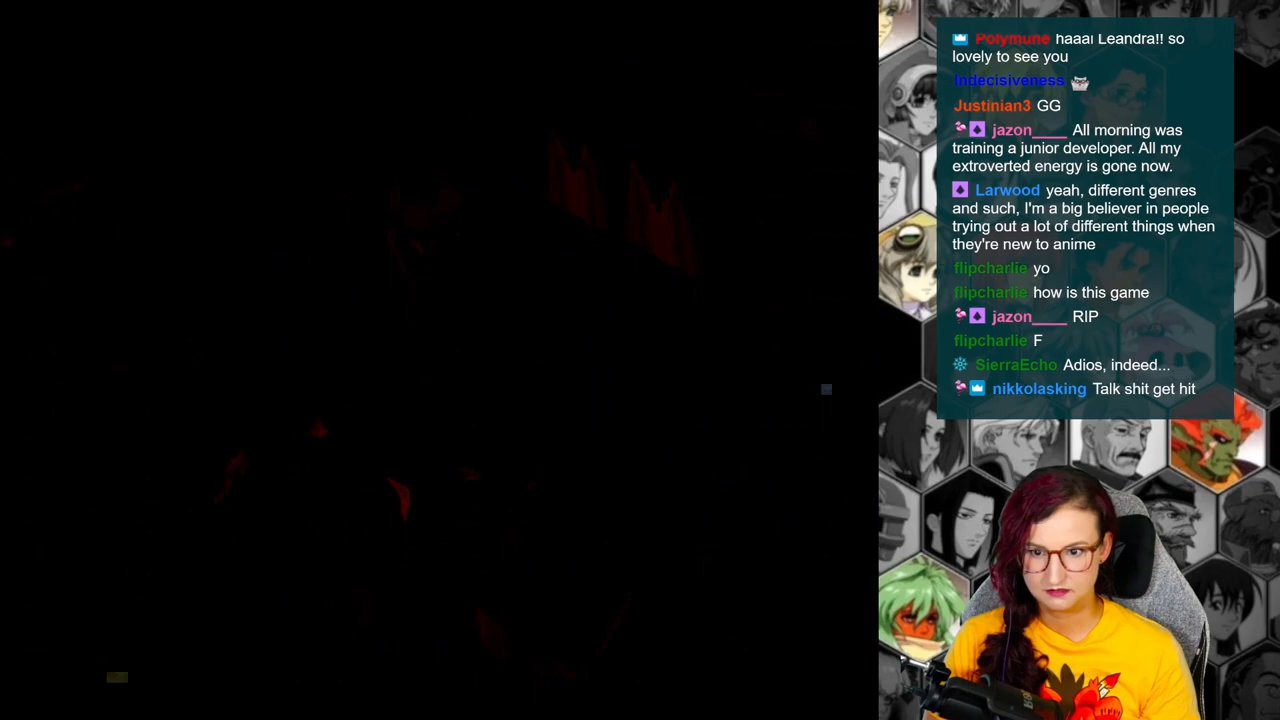 Polymune haaai Leandra!! so
lovely to see you
Indecisiveness
Justinian3 GG
jazon____ All morning was
training a junior developer. All my
extroverted energy is gone now.
Larwood yeah, different genres
and such, I'm a big believer in people
trying out a lot of different things when
they're new to anime
flipcharlie yo
flipcharlie how is this game
jazon____ RIP
flipcharlie F
SierraEcho Adios, indeed...
nikkolasking Talk shit get hit